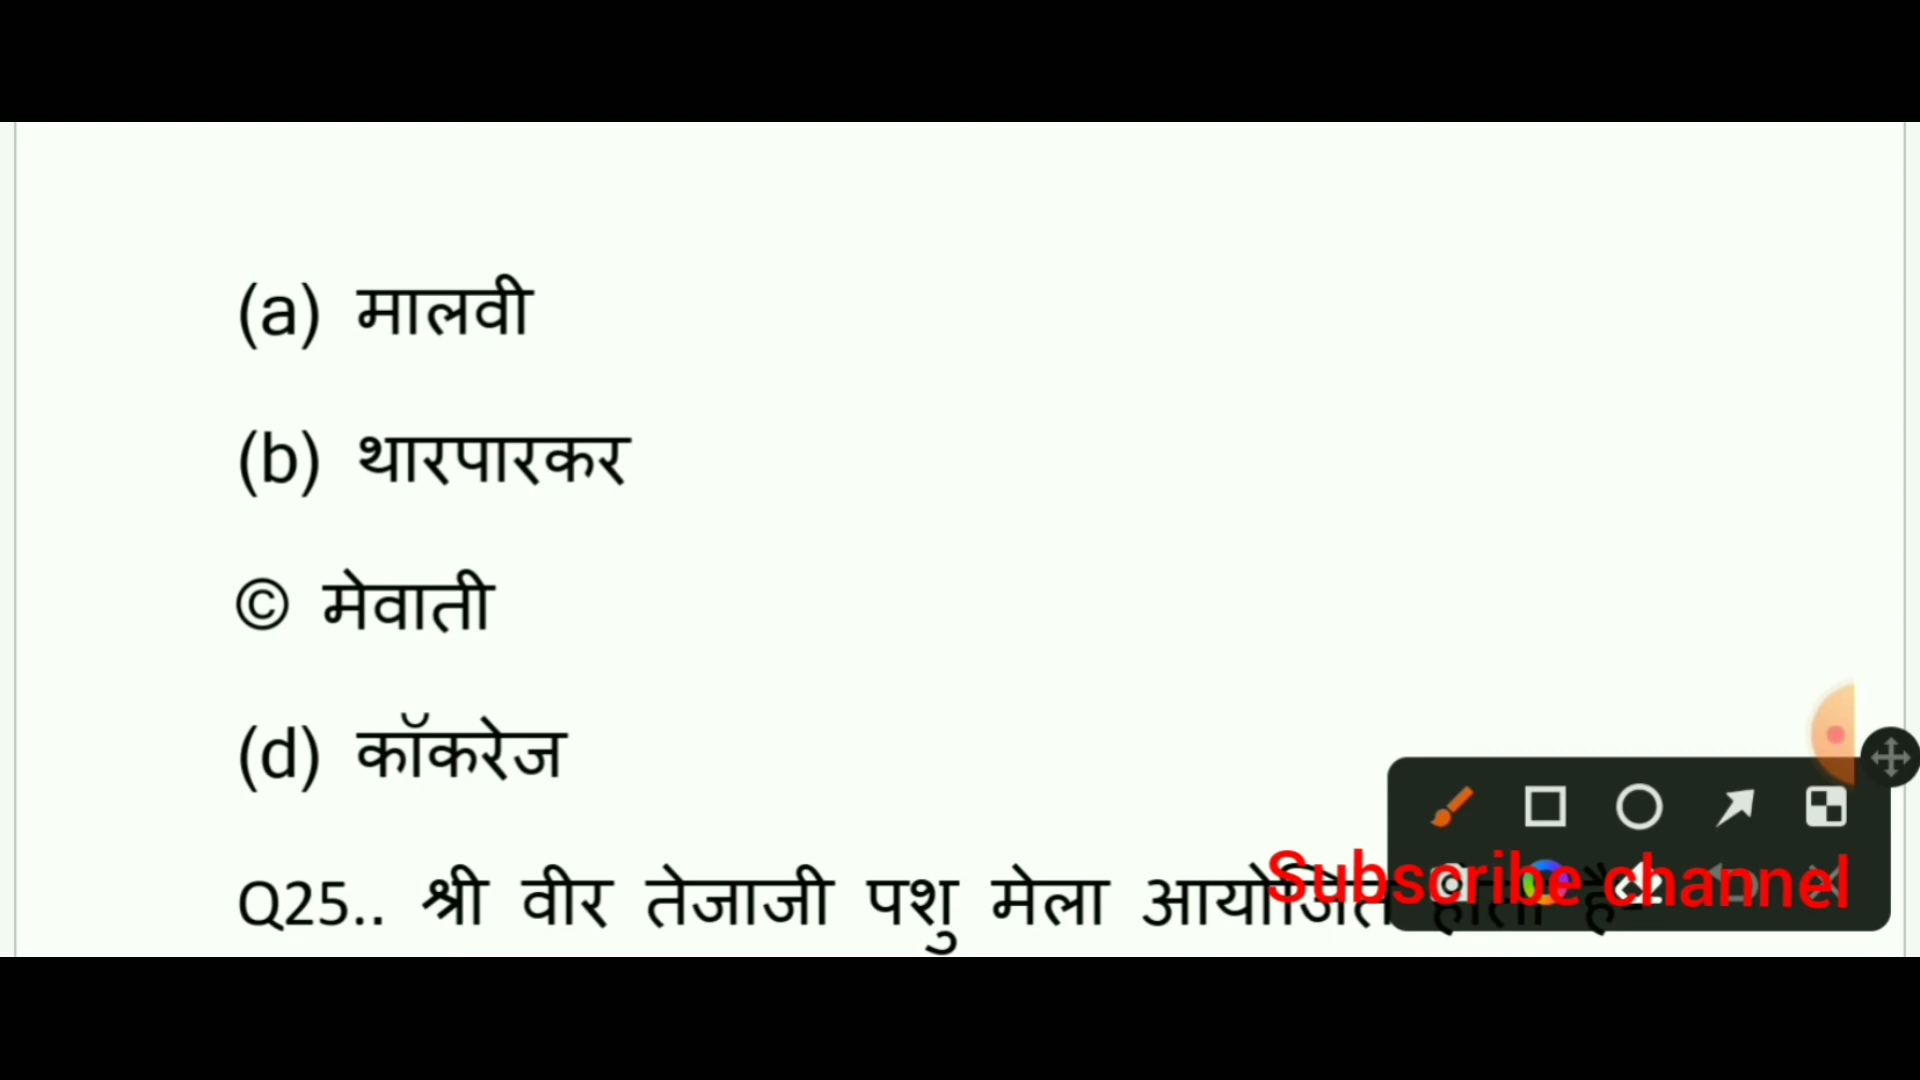 (a) मालवी
(b) थारपारकर
© मेवाती
(d) कॉकरेज
Q25.. श्री वीर तेजाजी पशु मेला आयोजित होता है-
Subscribe channel